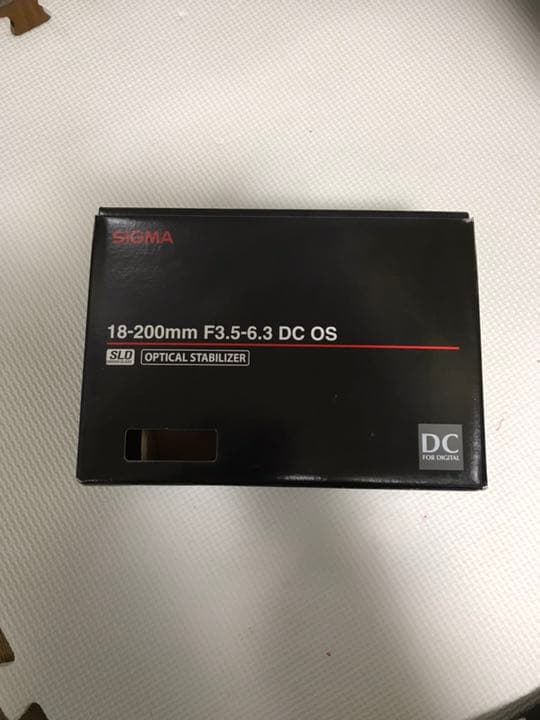 SIGMA
18-200mm F3.5-6.3 DC OS
SLD OPTICAL STABILIZER
DC
FOR DIGITAL